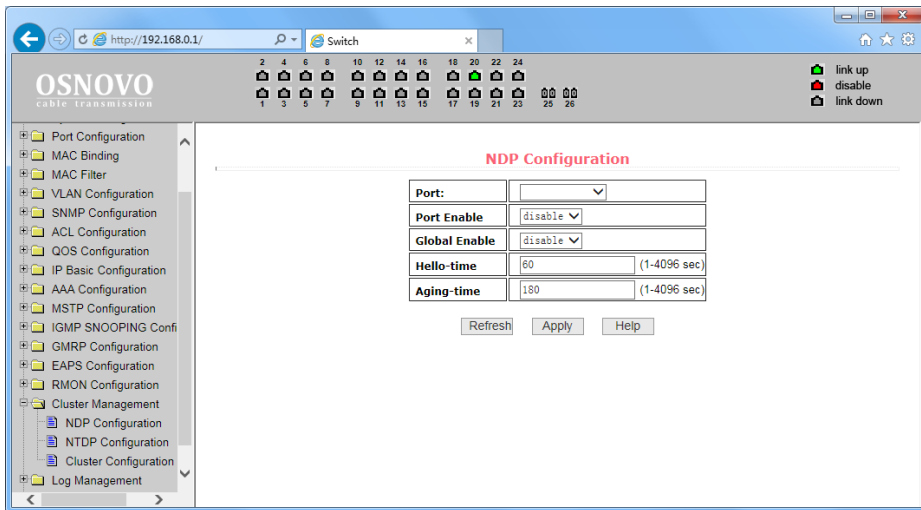 http://192.168.0.1/
Switch
OSNOVO
cable transmission
2 4 6 8 10 12 14 16 18 20 22 24
1 3 5 7 9 11 13 15 17 19 21 23 25 26
link up
disable
link down
Port Configuration
MAC Binding
MAC Filter
VLAN Configuration
SNMP Configuration
ACL Configuration
QOS Configuration
IP Basic Configuration
AAA Configuration
MSTP Configuration
IGMP SNOOPING Confi
GMRP Configuration
EAPS Configuration
RMON Configuration
Cluster Management
NDP Configuration
NTDP Configuration
Cluster Configuration
Log Management
NDP Configuration
Port:
Port Enable disable
Global Enable disable
Hello-time 60 (1-4096 sec)
Aging-time 180 (1-4096 sec)
Refresh Apply Help